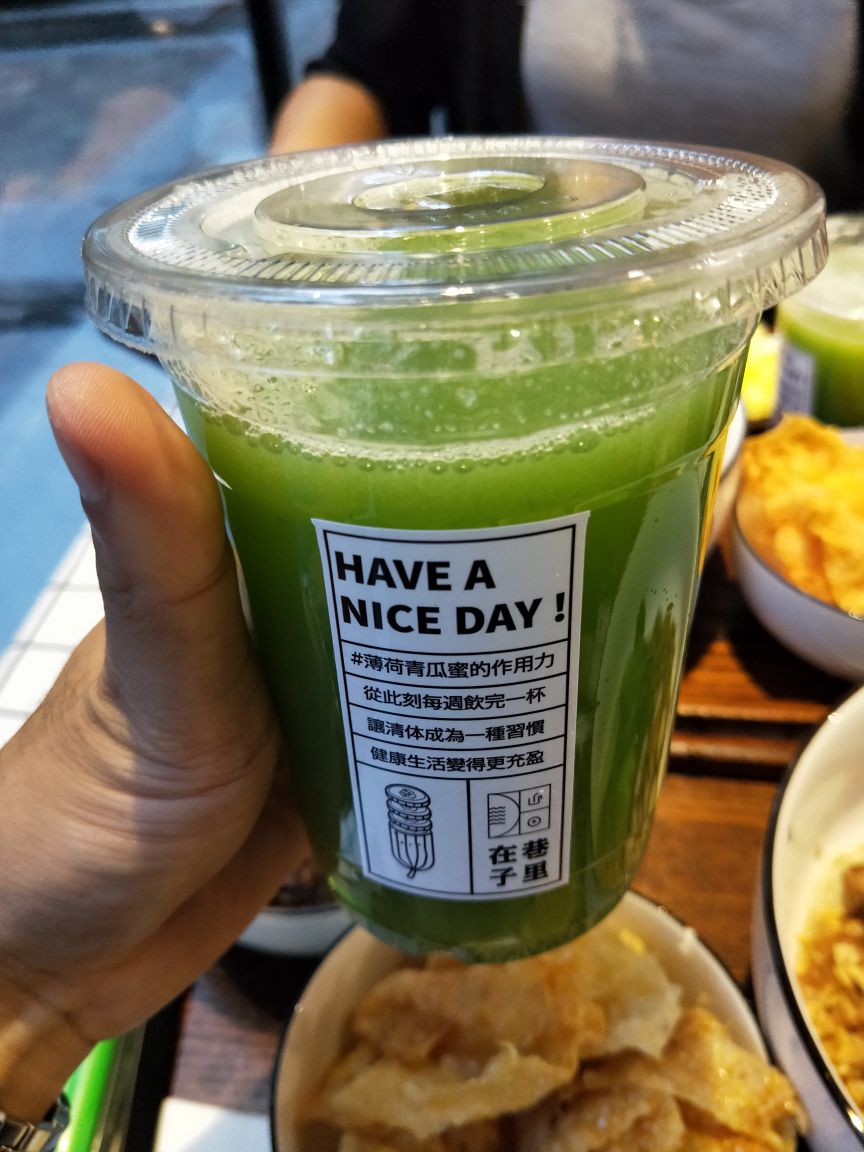 HAVE A
NICE DAY !
#薄荷青瓜蜜的作用力
從此刻每週飲完一杯
讓清体成為一種習慣
健康生活變得更充盈
巷里
在子